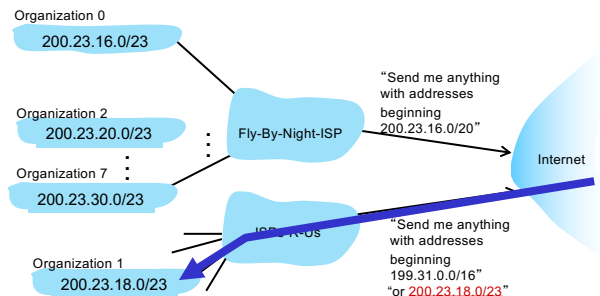 Organization 0
200.23.16.0/23
Organization 2
200.23.20.0/23
Organization 7
200.23.30.0/23
Fly-By-Night-ISP
“Send me anything
with addresses
beginning
200.23.16.0/20”
Internet
ISPs-R-Us
Organization 1
200.23.18.0/23
“Send me anything
with addresses
beginning
199.31.0.0/16”
“or 200.23.18.0/23”